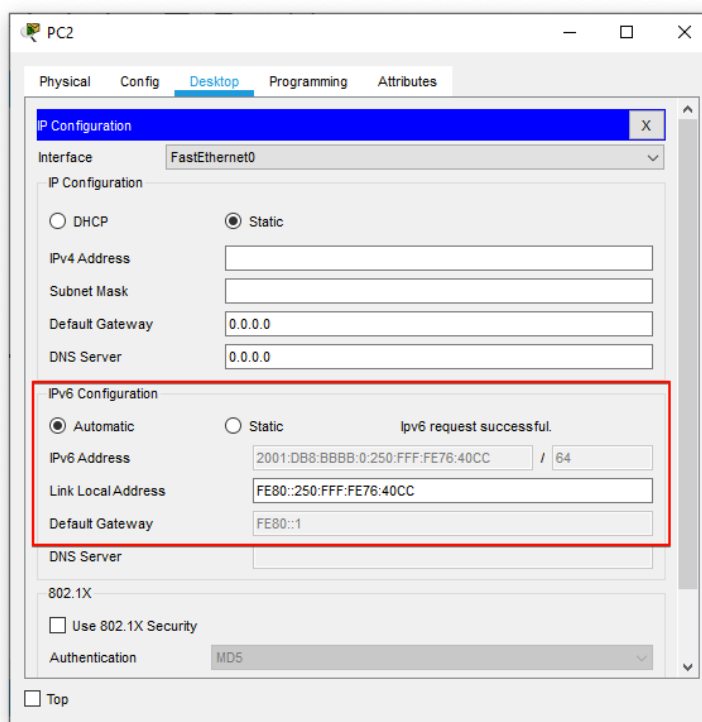 PC2
Physical Config Desktop Programming Attributes
IP Configuration X
Interface FastEthernet0
IP Configuration
DHCP Static
IPv4 Address
Subnet Mask
Default Gateway 0.0.0.0
DNS Server 0.0.0.0
IPv6 Configuration
Automatic Static Ipv6 request successful.
IPv6 Address 2001:DB8:BBBB:0:250:FFF:FE76:40CC / 64
Link Local Address FE80::250:FFF:FE76:40CC
Default Gateway FE80::1
DNS Server
802.1X
Use 802.1X Security
Authentication MD5
Top